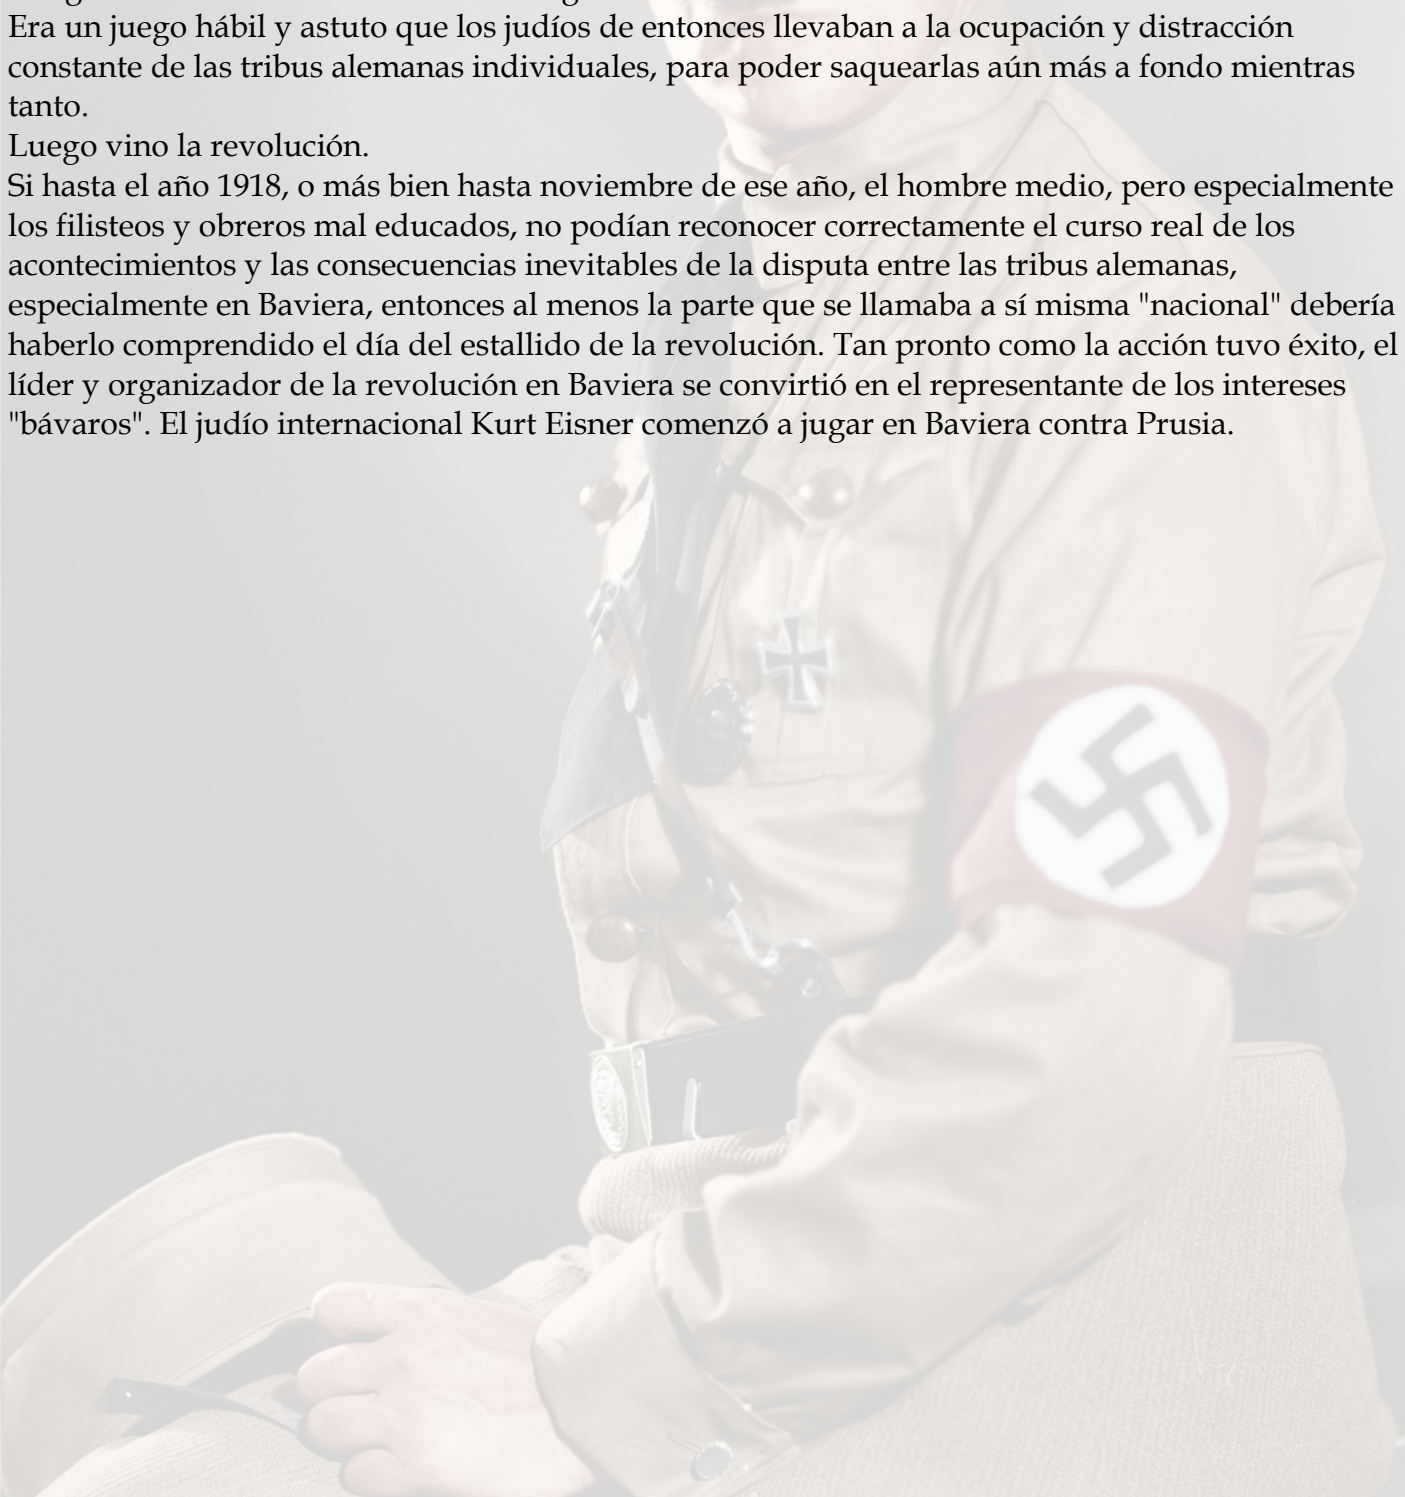 Era un juego hábil y astuto que los judíos de entonces llevaban a la ocupación y distracción
constante de las tribus alemanas individuales, para poder saquearlas aún más a fondo mientras
tanto.
Luego vino la revolución.
Si hasta el año 1918, o más bien hasta noviembre de ese año, el hombre medio, pero especialmente
los filisteos y obreros mal educados, no podían reconocer correctamente el curso real de los
acontecimientos y las consecuencias inevitables de la disputa entre las tribus alemanas,
especialmente en Baviera, entonces al menos la parte que se llamaba a sí misma "nacional" debería
haberlo comprendido el día del estallido de la revolución. Tan pronto como la acción tuvo éxito, el
líder y organizador de la revolución en Baviera se convirtió en el representante de los intereses
"bávaros". El judío internacional Kurt Eisner comenzó a jugar en Baviera contra Prusia.